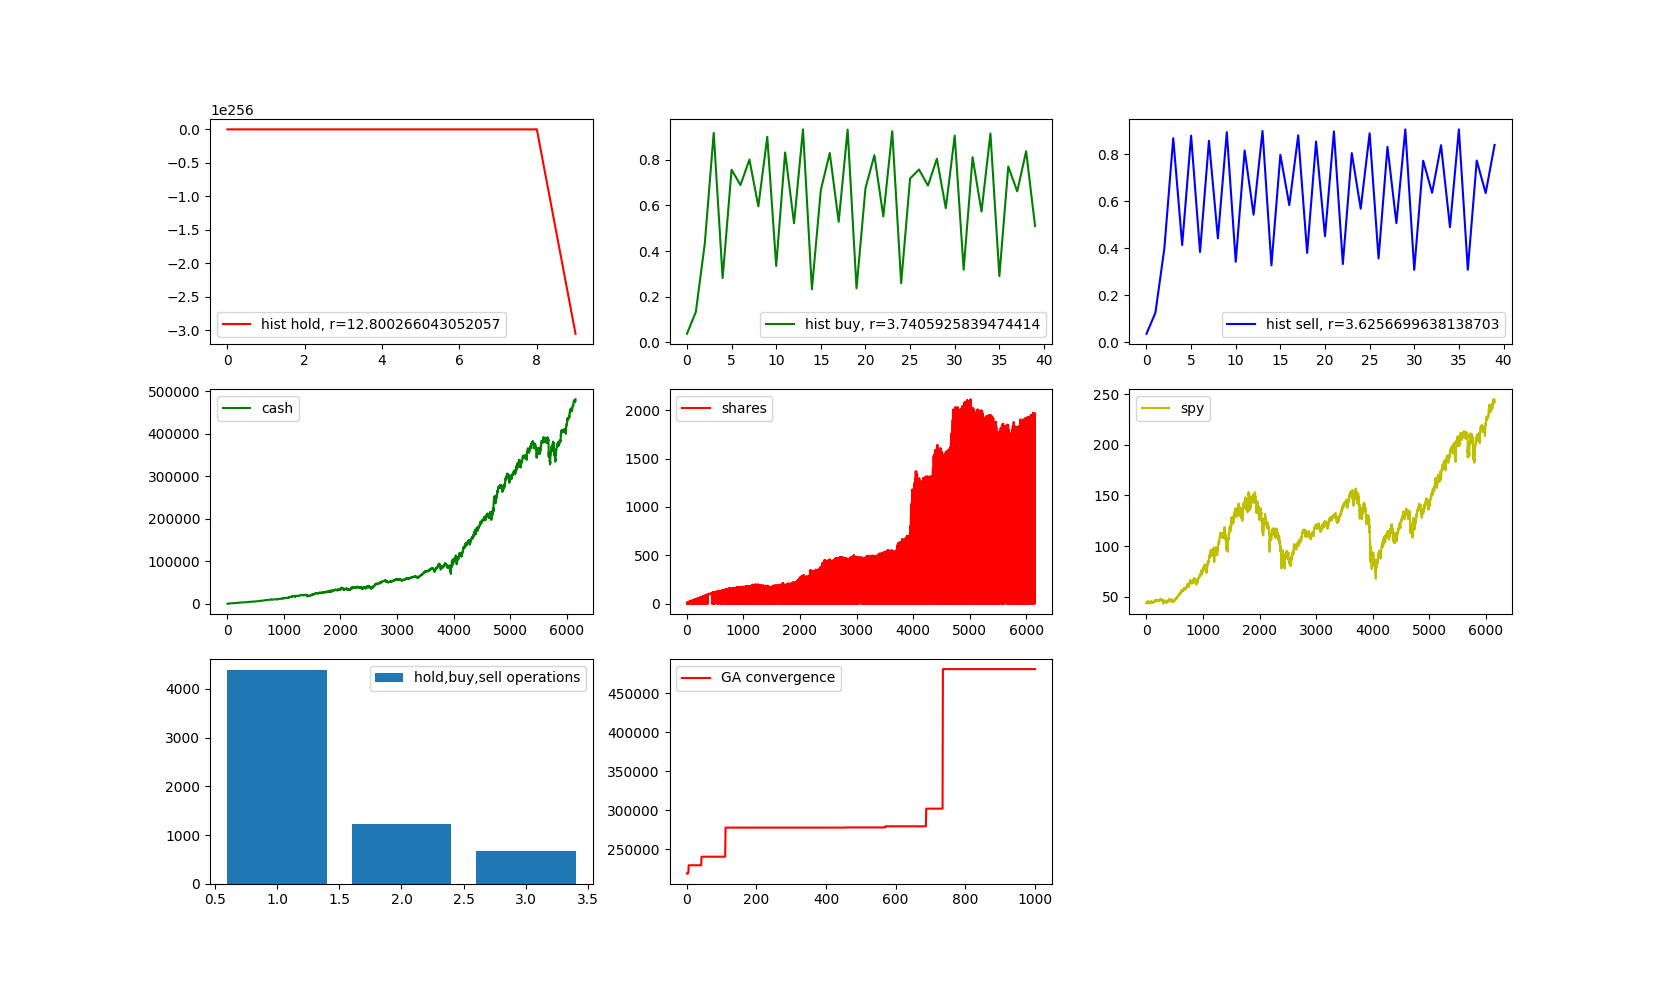 1e256
0.0
−0.5
−1.0
−1.5
−2.0
−2.5
−3.0
hist hold, r=12.800266043052057
0 2 4 6 8
0.8
0.6
0.4
0.2
0.0
hist buy, r=3.7405925839474414
0 5 10 15 20 25 30 35 40
0.8
0.6
0.4
0.2
0.0
hist sell, r=3.6256699638138703
0 5 10 15 20 25 30 35 40
500000
400000
300000
200000
100000
0
cash
0 1000 2000 3000 4000 5000 6000
2000
1500
1000
500
0
shares
0 1000 2000 3000 4000 5000 6000
250
200
150
100
50
spy
0 1000 2000 3000 4000 5000 6000
4000
3000
2000
1000
0
hold,buy,sell operations
0.5 1.0 1.5 2.0 2.5 3.0 3.5
450000
400000
350000
300000
250000
GA convergence
0 200 400 600 800 1000